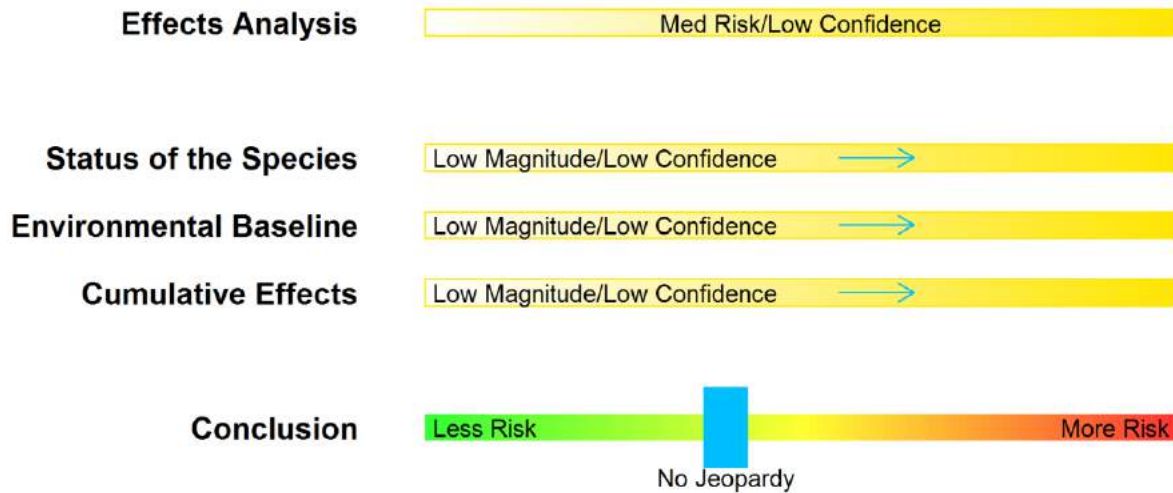 Effects Analysis
Med Risk/Low Confidence
Status of the Species
Low Magnitude/Low Confidence
Environmental Baseline
Low Magnitude/Low Confidence
Cumulative Effects
Low Magnitude/Low Confidence
Conclusion
Less Risk
More Risk
No Jeopardy